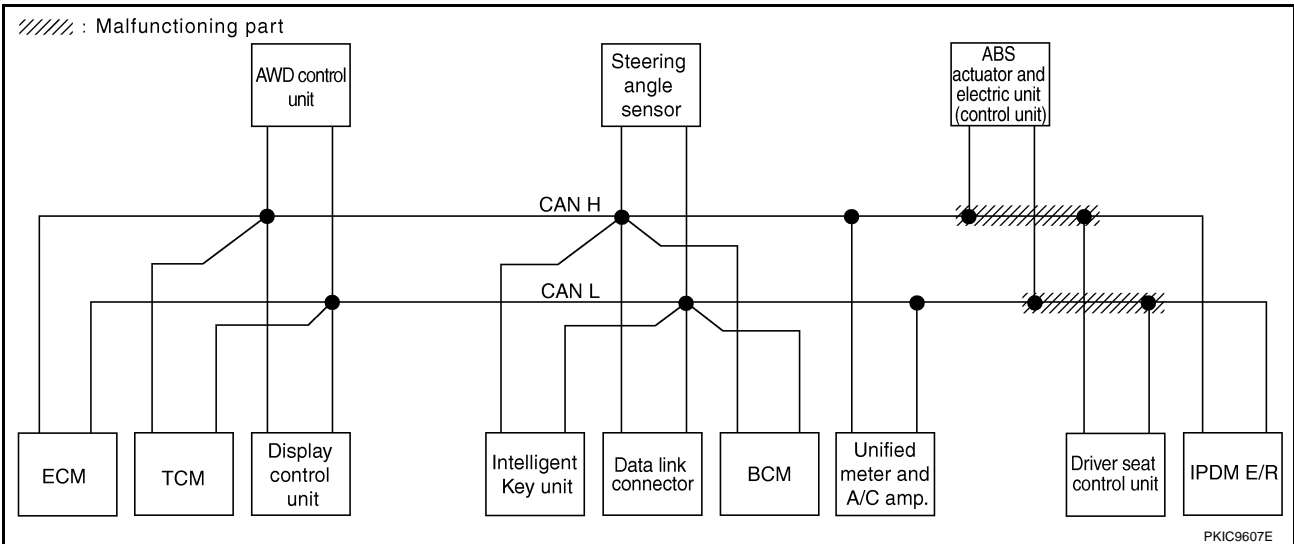 : Malfunctioning part
AWD control
unit
Steering
angle
sensor
ABS
actuator and
electric unit
(control unit)
CAN H
CAN L
ECM
TCM
Display
control
unit
Intelligent
Key unit
Data link
connector
BCM
Unified
meter and
A/C amp.
Driver seat
control unit
IPDM E/R
PKIC9607E